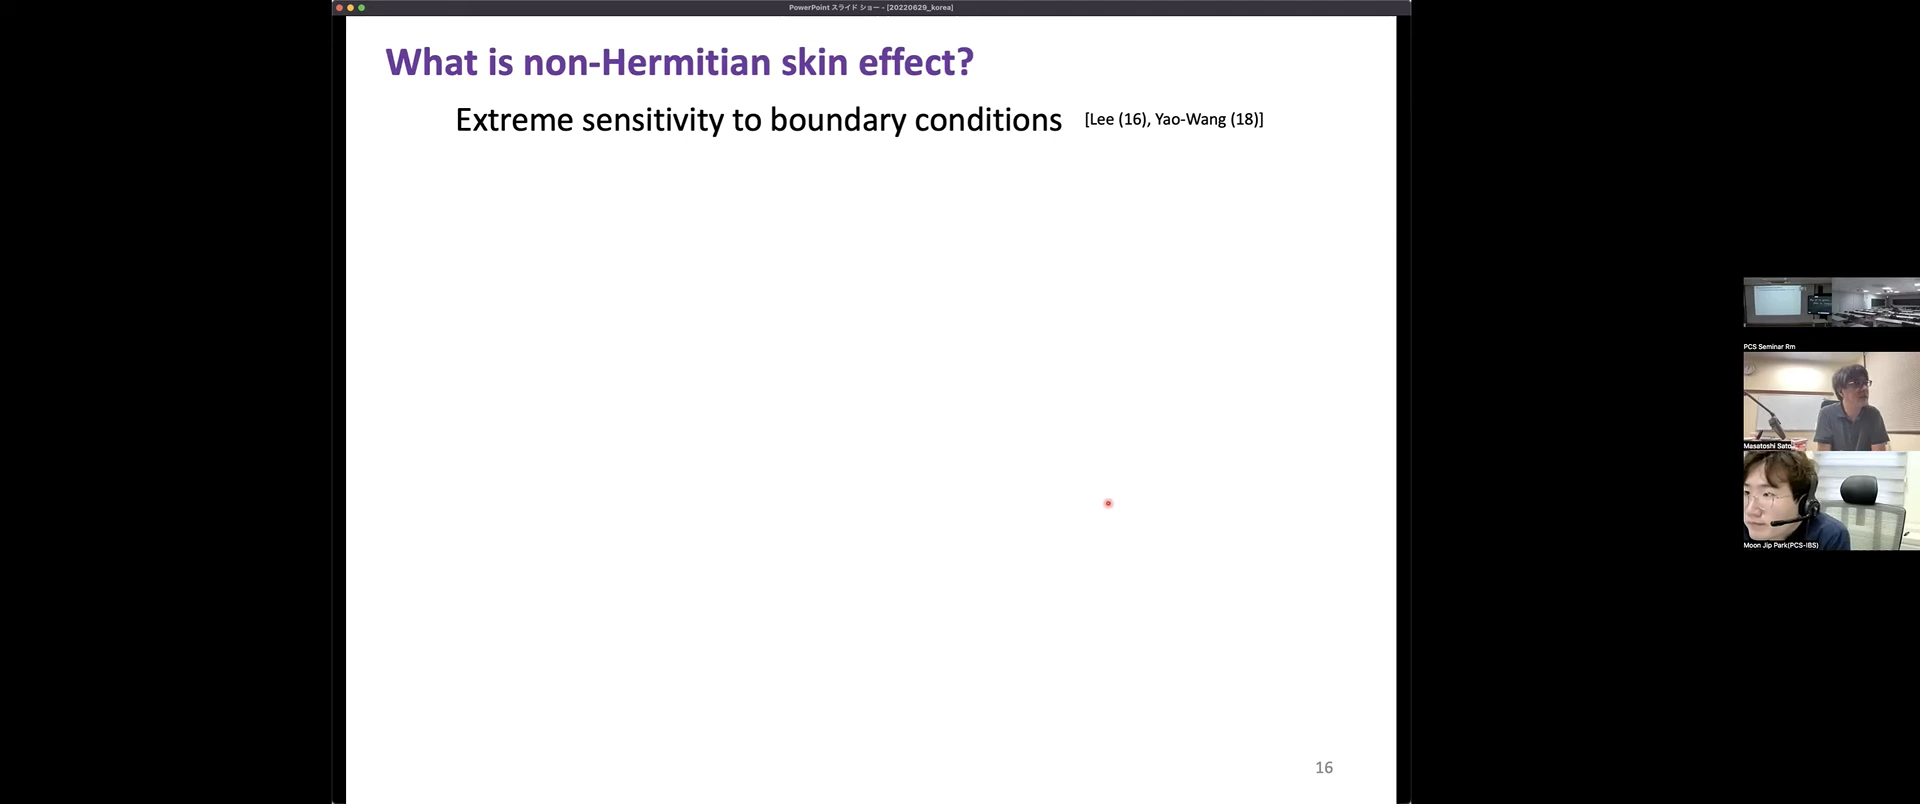 PowerPoint スライド ショー - [20220629_korea]
What is non-Hermitian skin effect?
Extreme sensitivity to boundary conditions [Lee (16), Yao-Wang (18)]
16
PCS Seminar Rm
Masatoshi Sato
Moon Jip Park(PCS-IBS)